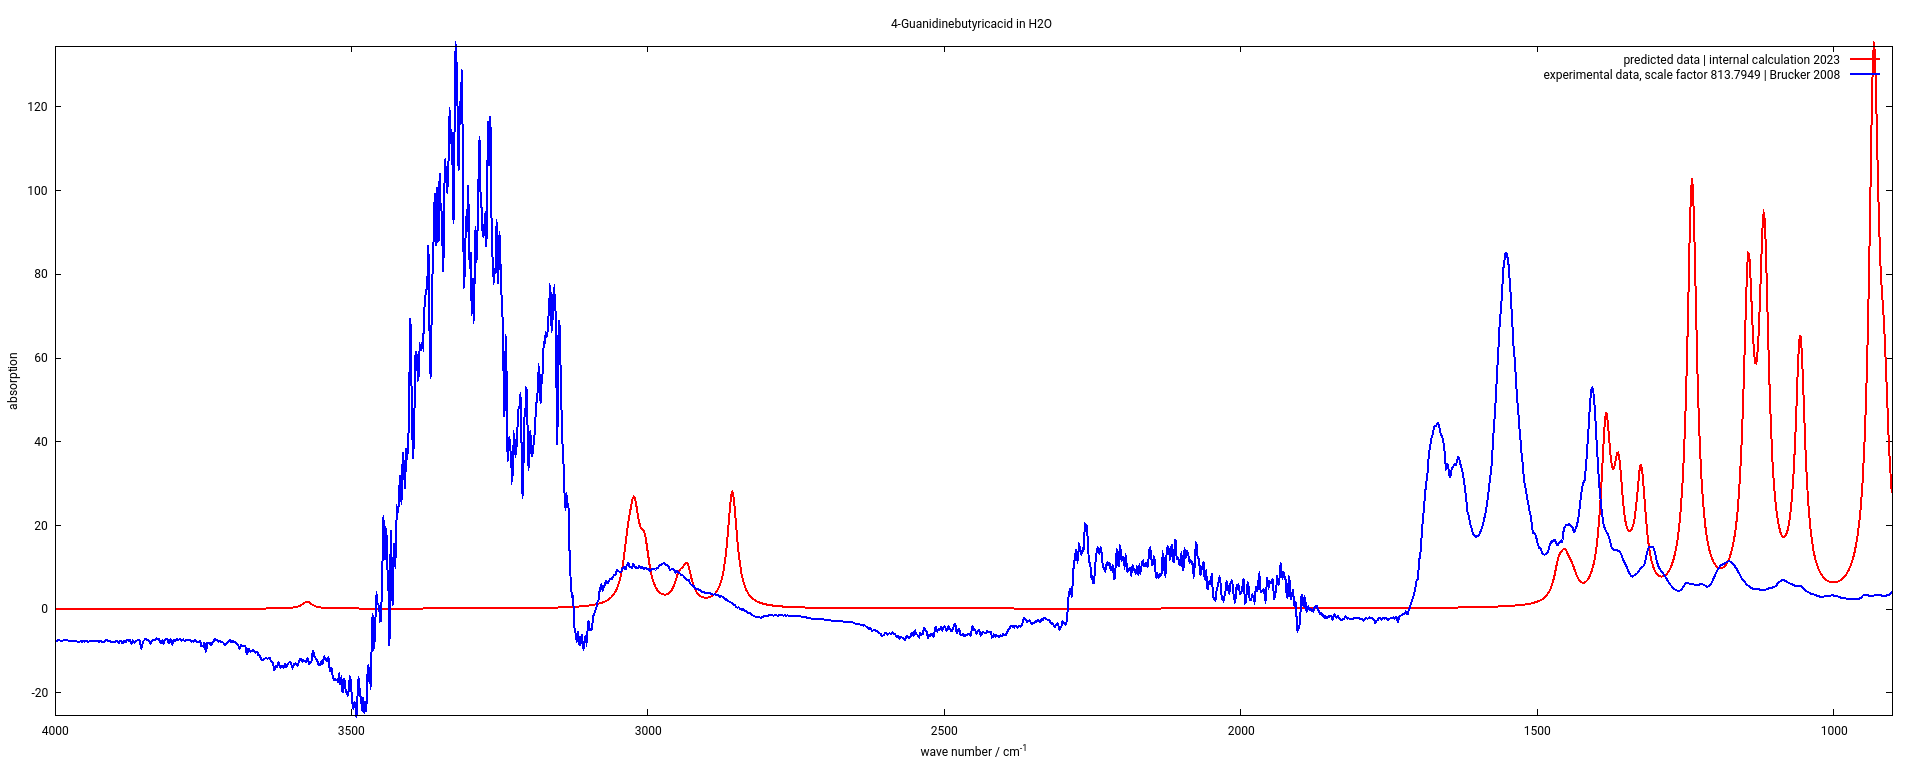 4-Guanidinebutyricacid in H2O
predicted data | internal calculation 2023
experimental data, scale factor 813.7949 | Brucker 2008
120
100
80
60
40
20
0
-20
absorption
4000 3500 3000 2500 2000 1500 1000
wave number / cm-1